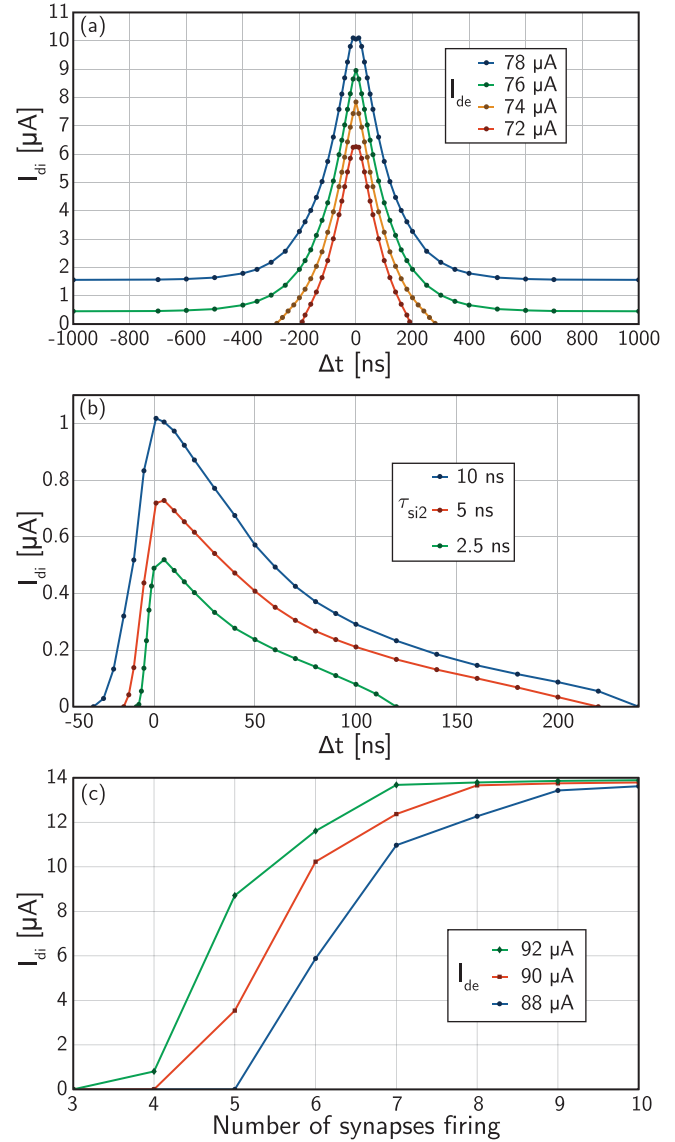 (a)
I_di [μA]
11
10
9
8
7
6
5
4
3
2
1
0
I_de
78 μA
76 μA
74 μA
72 μA
-1000 -800 -600 -400 -200 0 200 400 600 800 1000
Δt [ns]
(b)
I_di [μA]
1
0.8
0.6
0.4
0.2
0
τ_si2
10 ns
5 ns
2.5 ns
-50 0 50 100 150 200
Δt [ns]
(c)
I_di [μA]
14
12
10
8
6
4
2
0
I_de
92 μA
90 μA
88 μA
3 4 5 6 7 8 9 10
Number of synapses firing